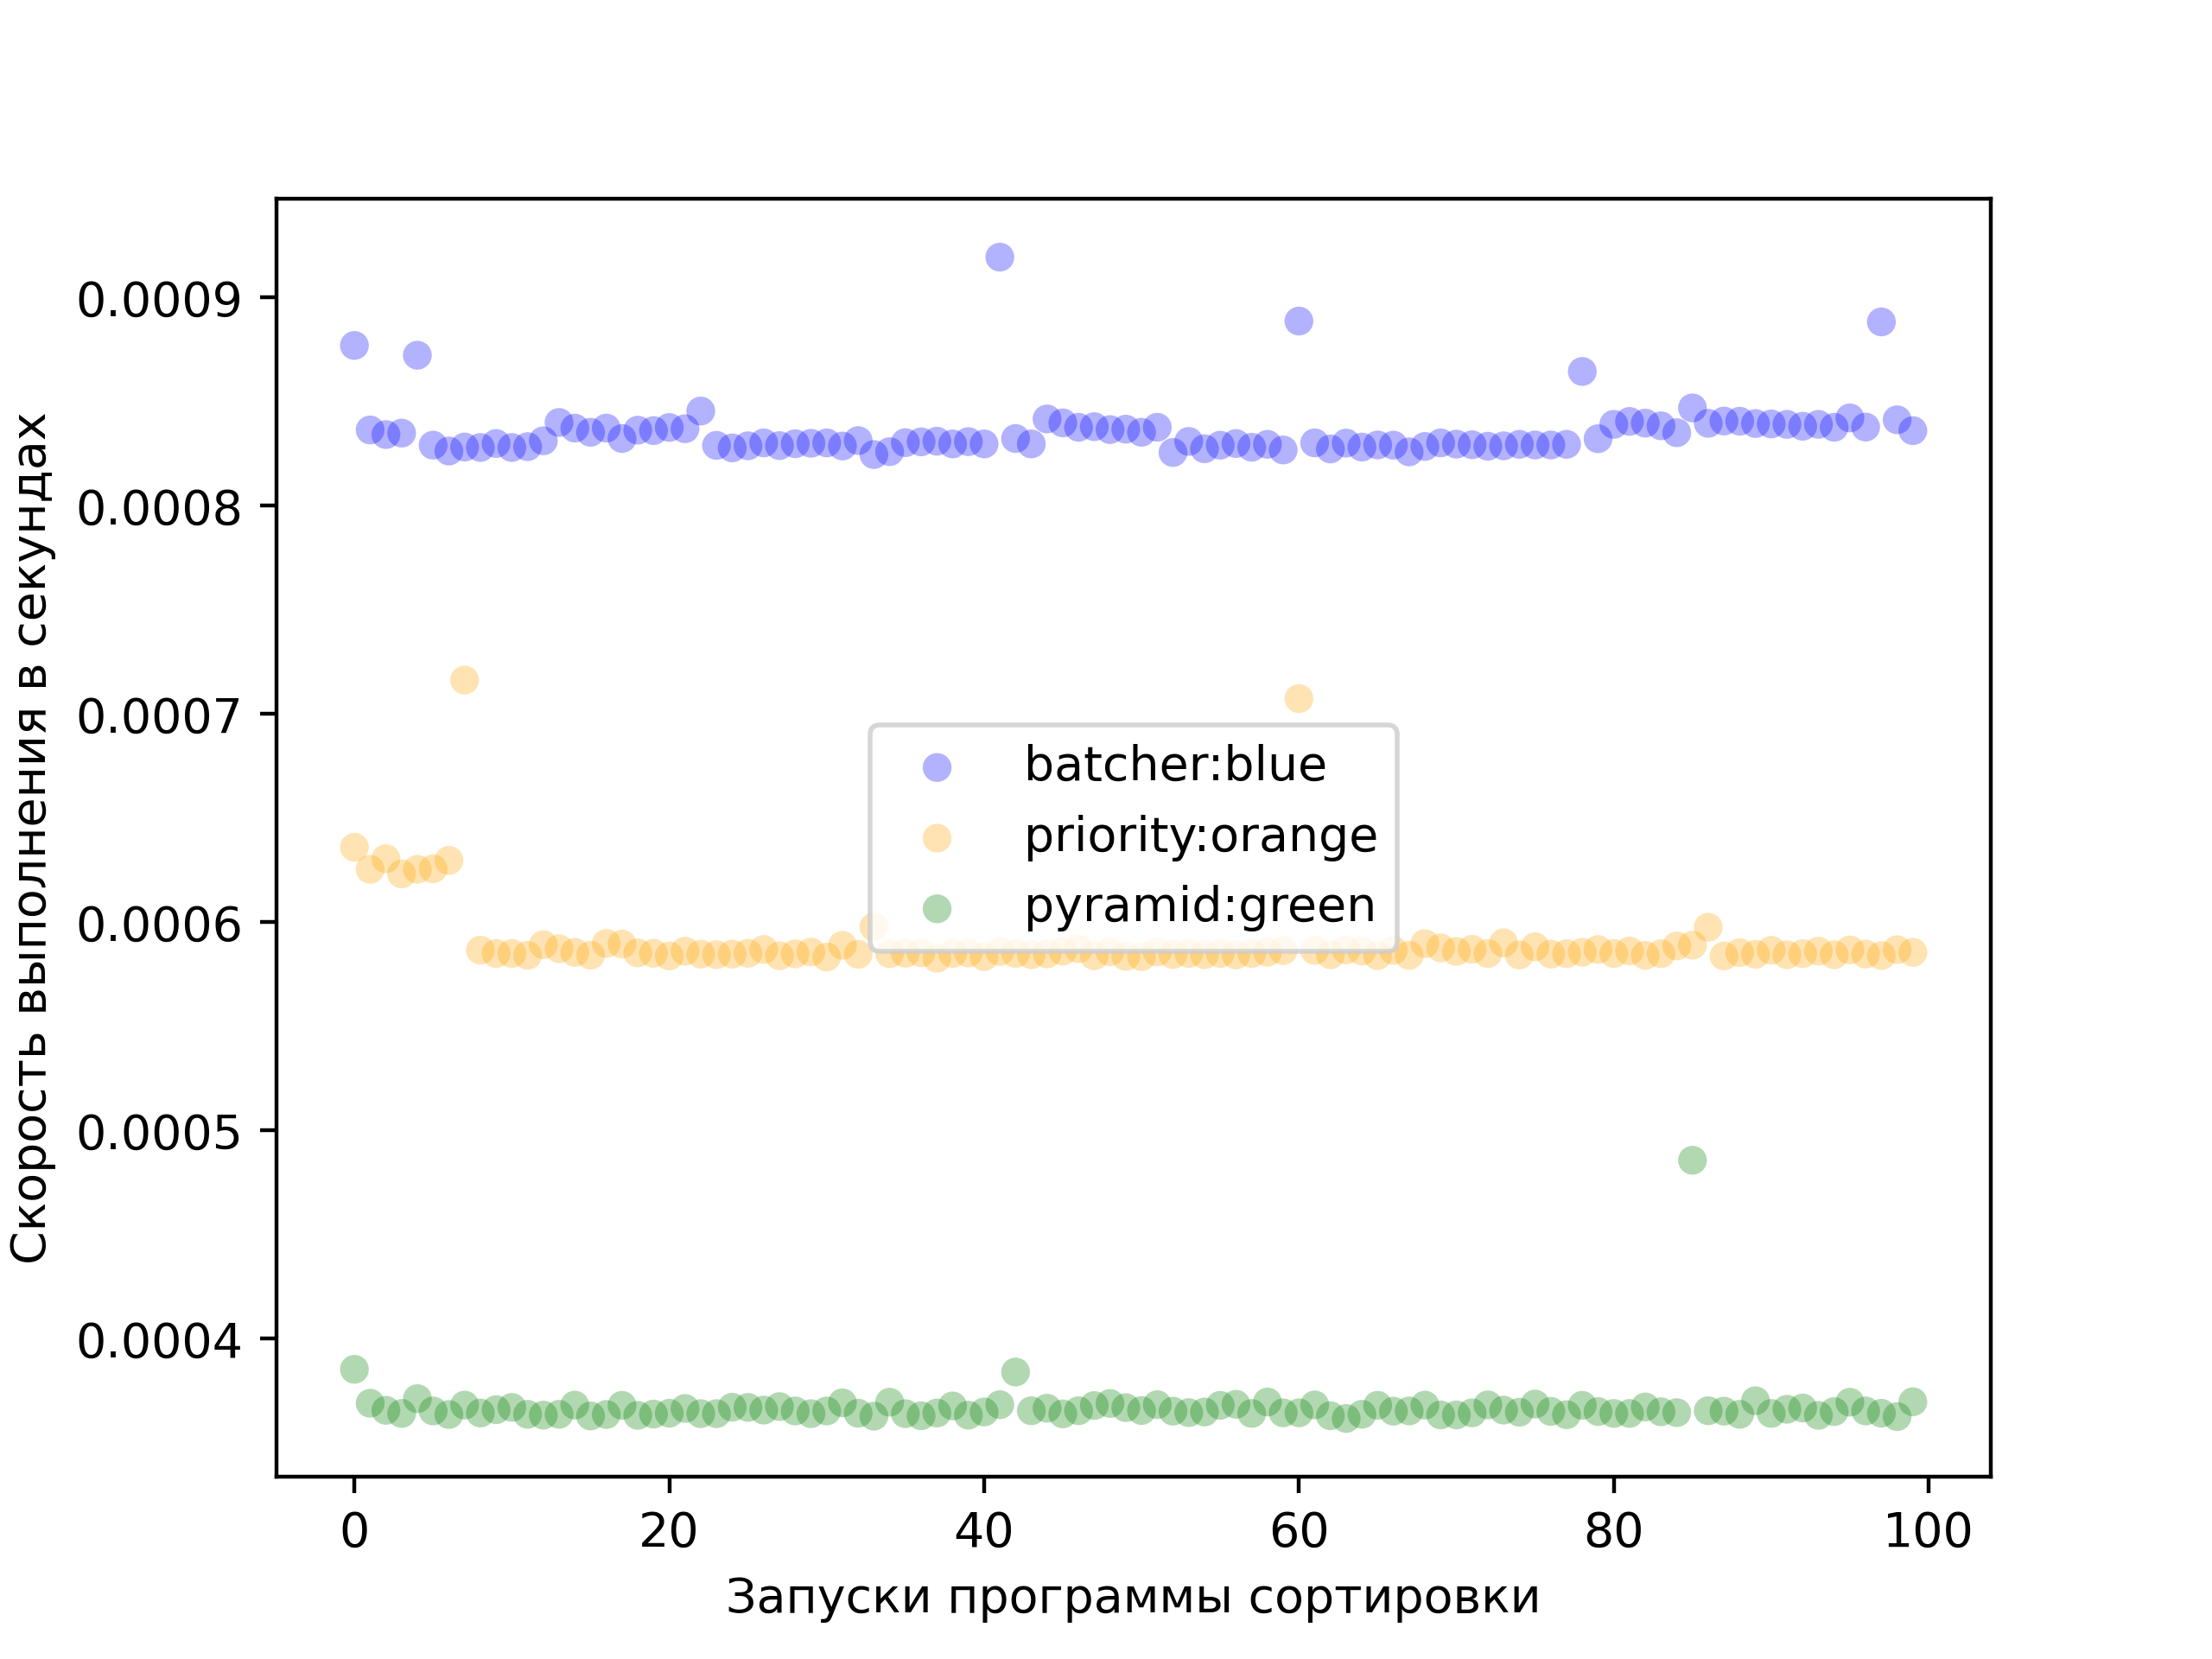 Скорость выполнения в секундах
0.0009
0.0008
0.0007
0.0006
0.0005
0.0004
batcher:blue
priority:orange
pyramid:green
0 20 40 60 80 100
Запуски программы сортировки